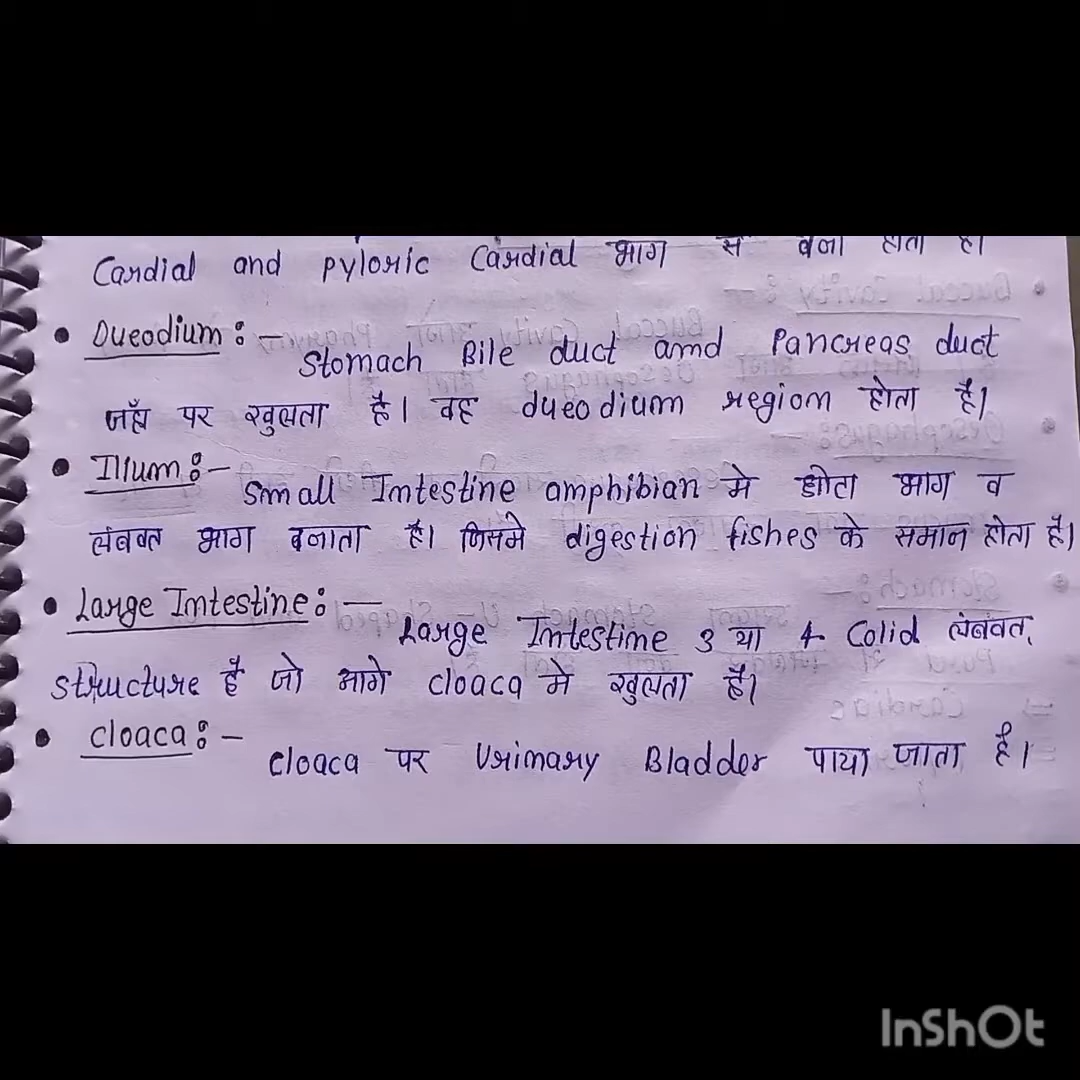 Cardial and Pyloric Cardial भाग से बना होता है।
• Dueodium :- Stomach Bile duct amd Pancreas duct
जहाँ पर खुलता है। वह dueodium region होता है।
• Illum :- Small Intestine amphibian मे छोटा भाग व
लंबवत भाग बनाता है। जिसमे digestion fishes के समान होता है।
• Large Imtestine :- Large Imtestime 3 या 4 Colid लंबवत,
structure है जो आगे cloaca मे खुलता है।
• cloaca :- cloaca पर Urimary Bladder पाया जाता है।
InShOt